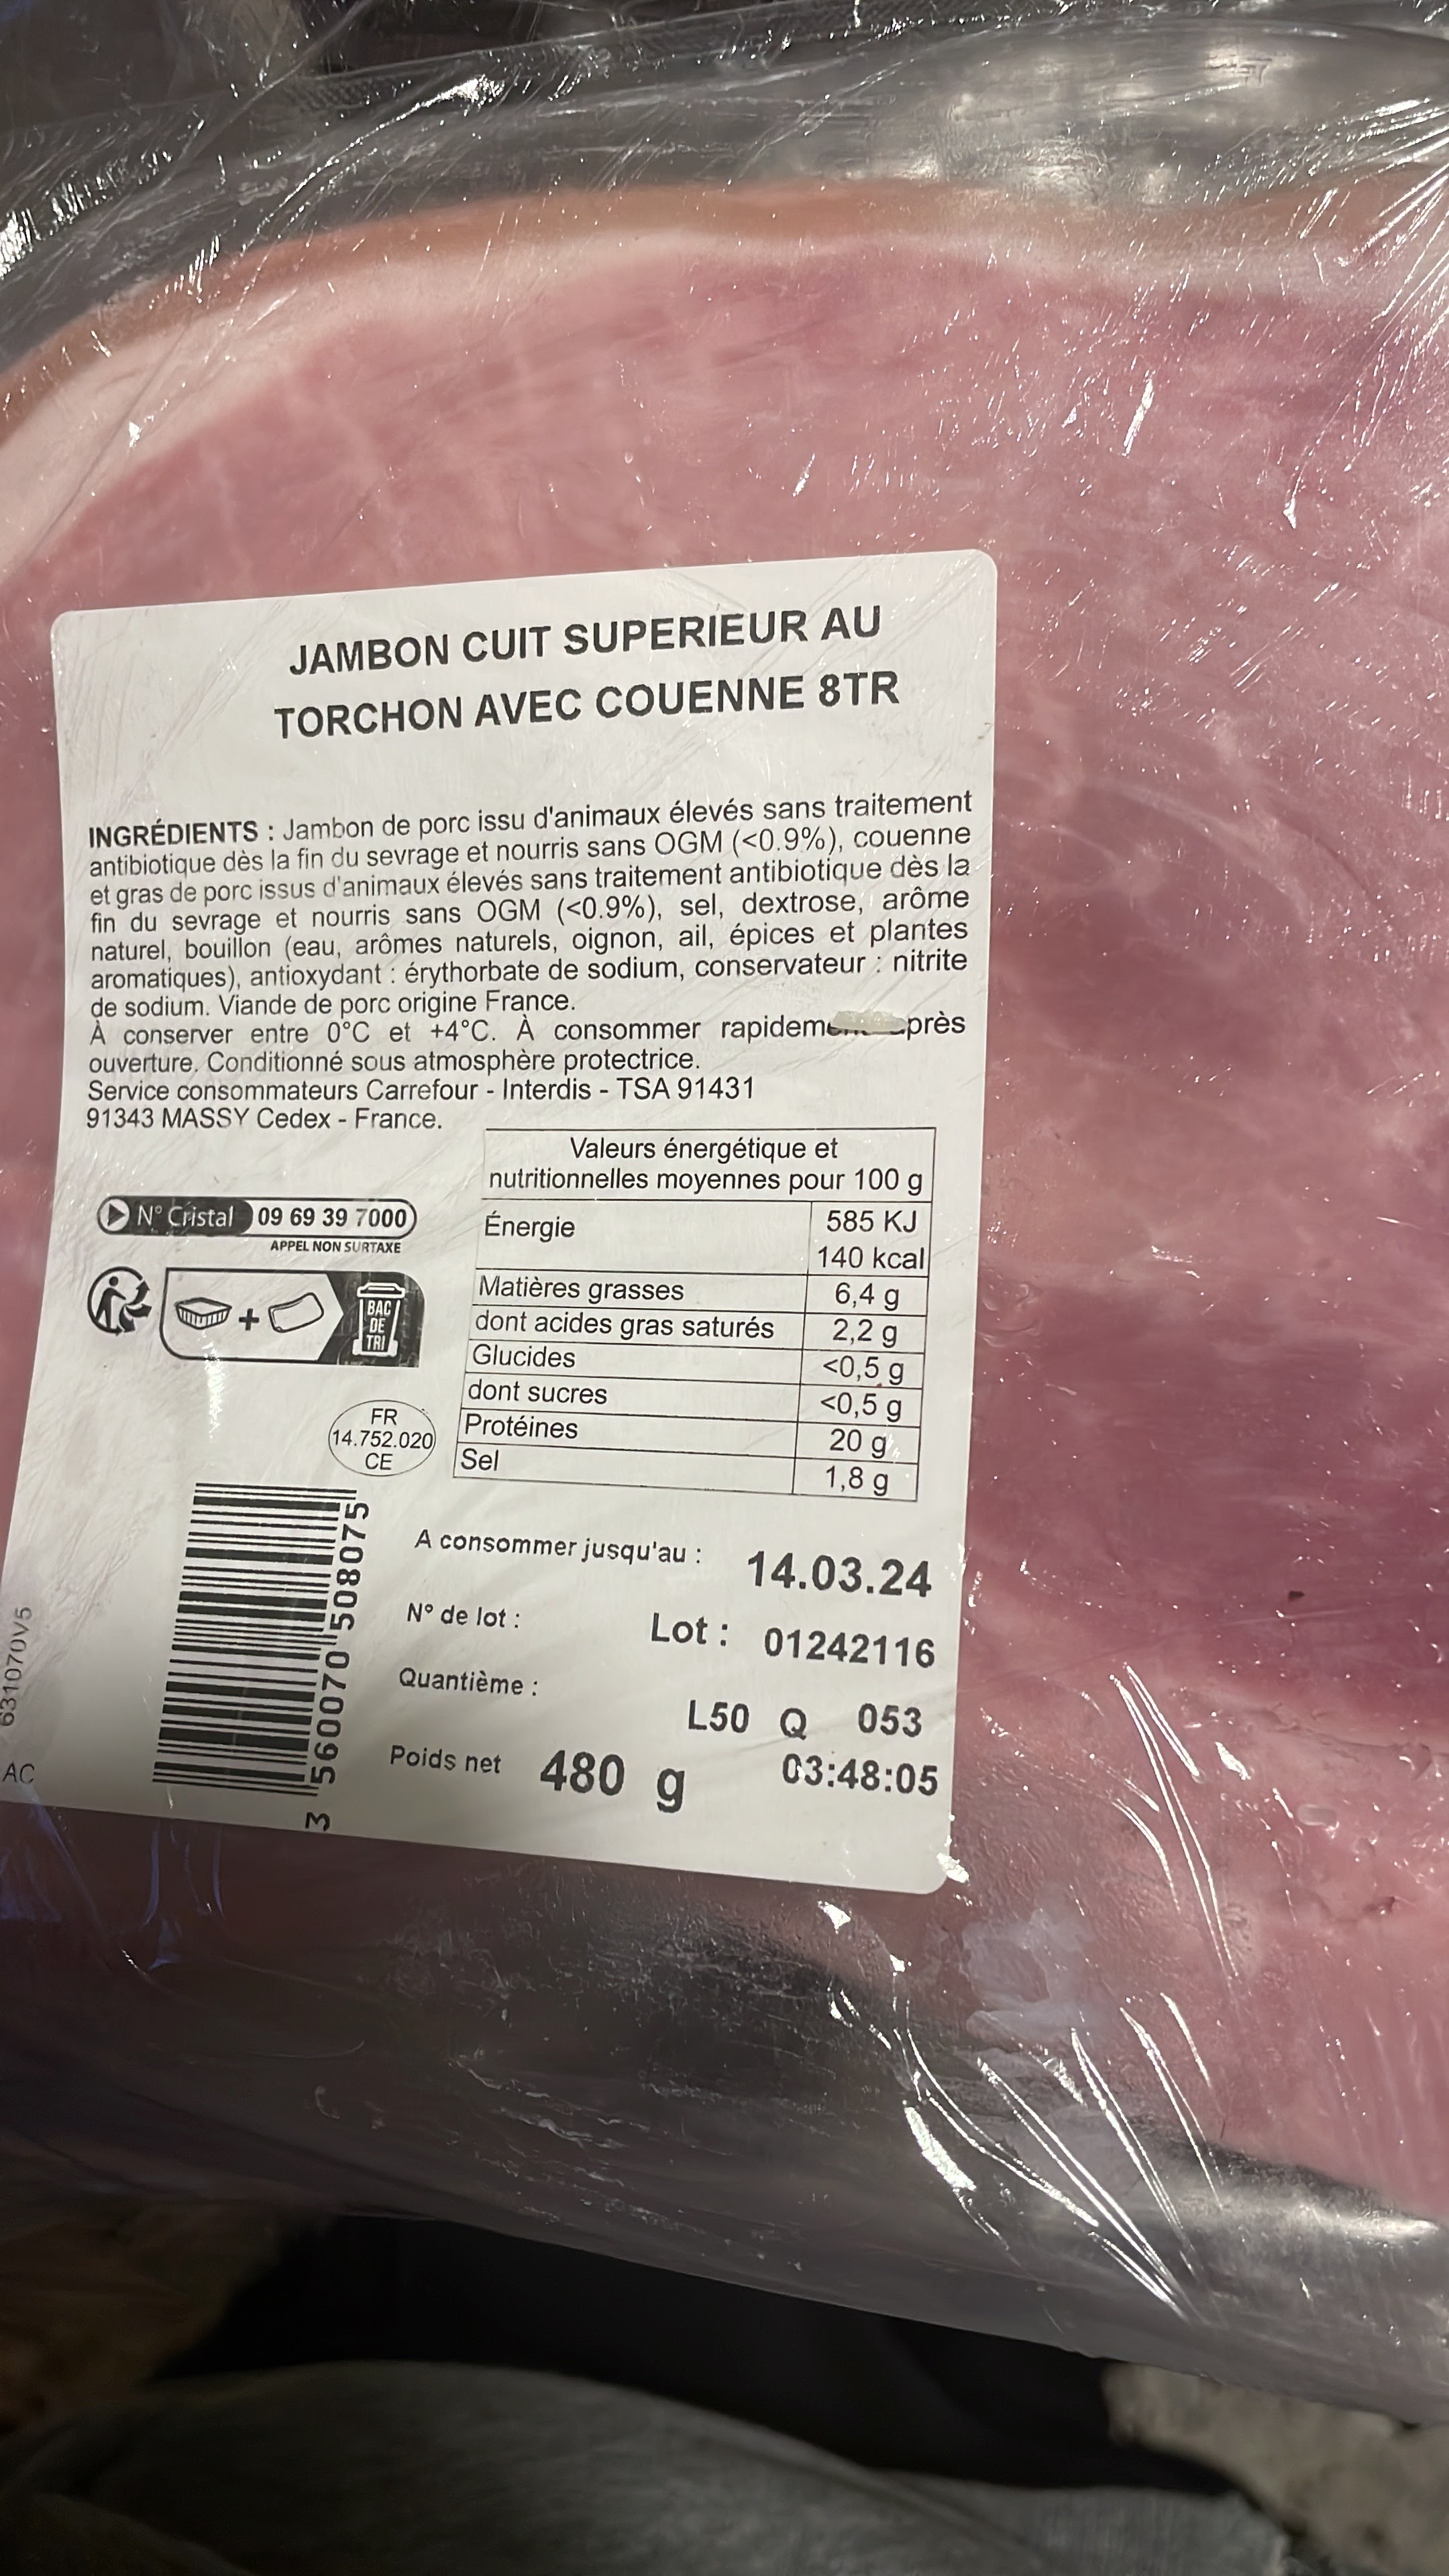 JAMBON CUIT SUPERIEUR AU
TORCHON AVEC COUENNE 8TR
INGRÉDIENTS : Jambon de porc issu d'animaux élevés sans traitement
antibiotique dès la fin du sevrage et nourris sans OGM (<0.9%), couenne
et gras de porc issus d'animaux élevés sans traitement antibiotique dès la
fin du sevrage et nourris sans OGM (<0.9%), sel, dextrose, arôme
naturel, bouillon (eau, arômes naturels, oignon, ail, épices et plantes
aromatiques), antioxydant : érythorbate de sodium, conservateur : nitrite
de sodium. Viande de porc origine France.
À conserver entre 0°C et +4°C. À consommer
ouverture. Conditionné sous atmosphère protectrice.
Service consommateurs Carrefour - Interdis - TSA 91431
91343 MASSY Cedex - France.
Valeurs énergétique et
nutritionnelles moyennes pour 100 g
Énergie 585 KJ
140 kcal
Matières grasses 6,4 g
dont acides gras saturés 2,2 g
Glucides <0,5 g
dont sucres <0,5 g
Protéines 20 g
Sel 1,8 g
N° Cristal 09 69 39 7000
APPEL NON SURTAXE
BAC
DE
TRI
FR
14.752.020
CE
3 560070 508075
A consommer jusqu'au : 14.03.24
N° de lot : Lot : 01242116
Quantième : L50 Q 053
Poids net 480 g 03:48:05
631070V5
AC